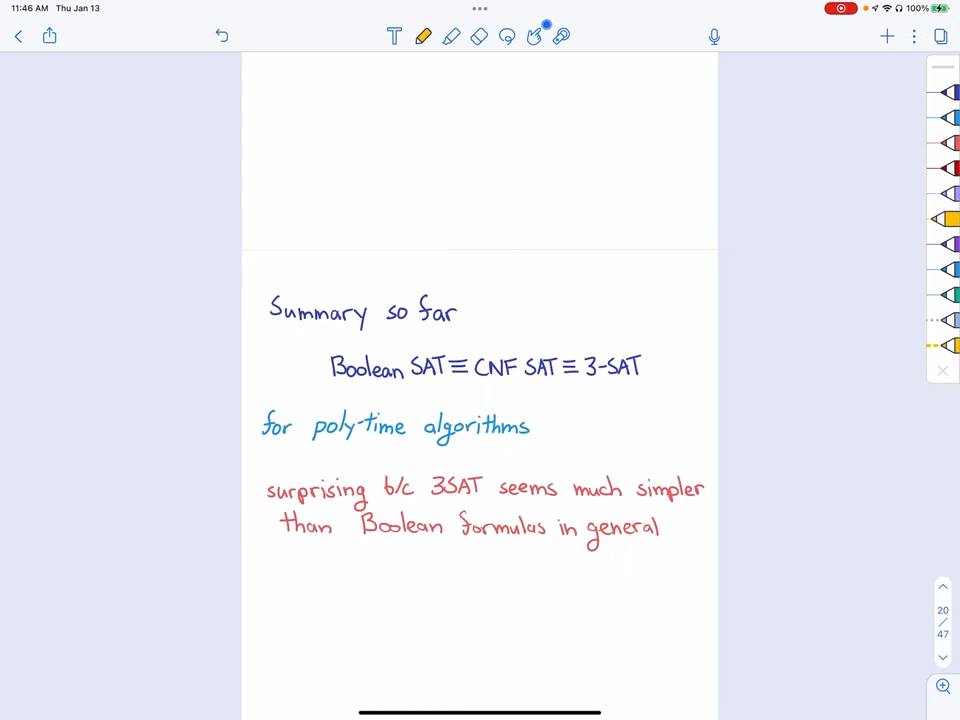 11:46 AM Thu Jan 13
100%
Summary so far
Boolean SAT ≡ CNF SAT ≡ 3-SAT
for poly-time algorithms
surprising b/c 3SAT seems much simpler
than Boolean formulas in general
20
/
47